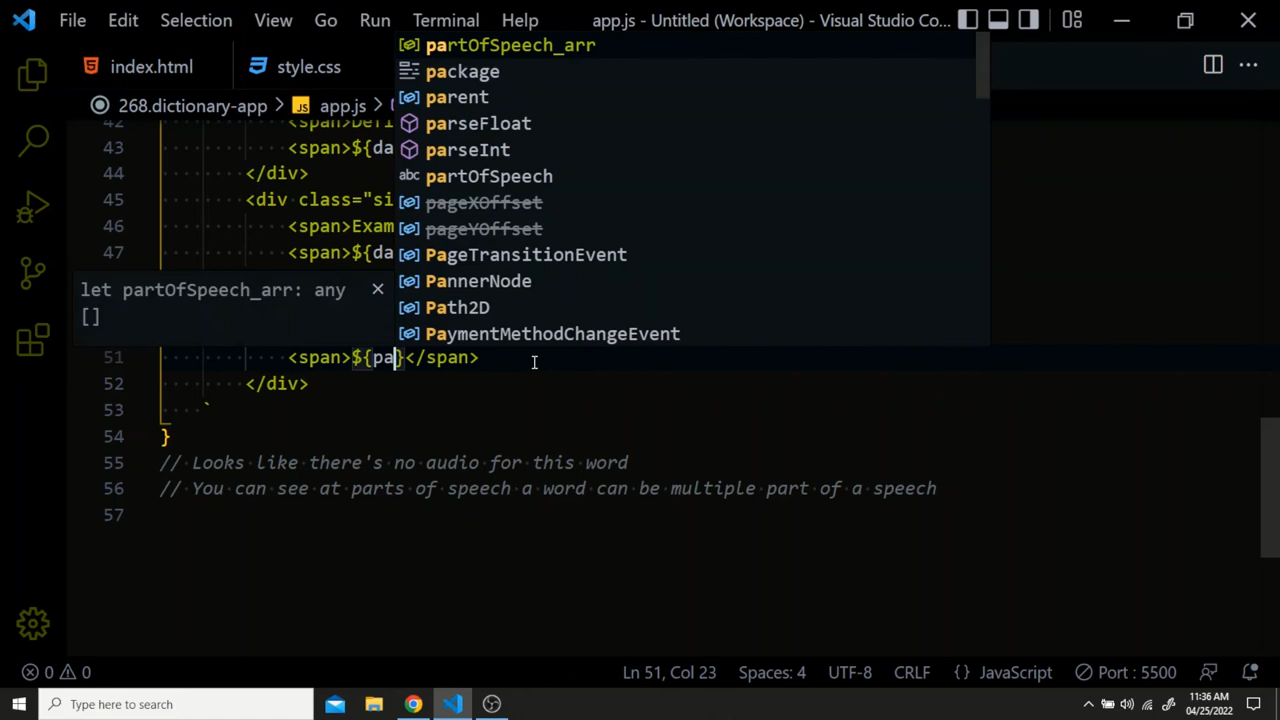 File Edit Selection View Go Run Terminal Help app.js - Untitled (Workspace) - Visual Studio Co...
index.html style.css
268.dictionary-app > JS app.js >
partOfSpeech_arr
package
parent
parseFloat
parseInt
abc partOfSpeech
pageXOffset
pageYOffset
PageTransitionEvent
PannerNode
Path2D
PaymentMethodChangeEvent
42 <span>Defi
43 <span>${da
44 </div>
45 <div class="si
46 <span>Exam
47 <span>${da
let partOfSpeech_arr: any
[]
51 <span>${pa}</span>
52 </div>
53 `
54 }
55 // Looks like there's no audio for this word
56 // You can see at parts of speech a word can be multiple part of a speech
57
0 0 Ln 51, Col 23 Spaces: 4 UTF-8 CRLF {} JavaScript Port : 5500
Type here to search 11:36 AM
04/25/2022